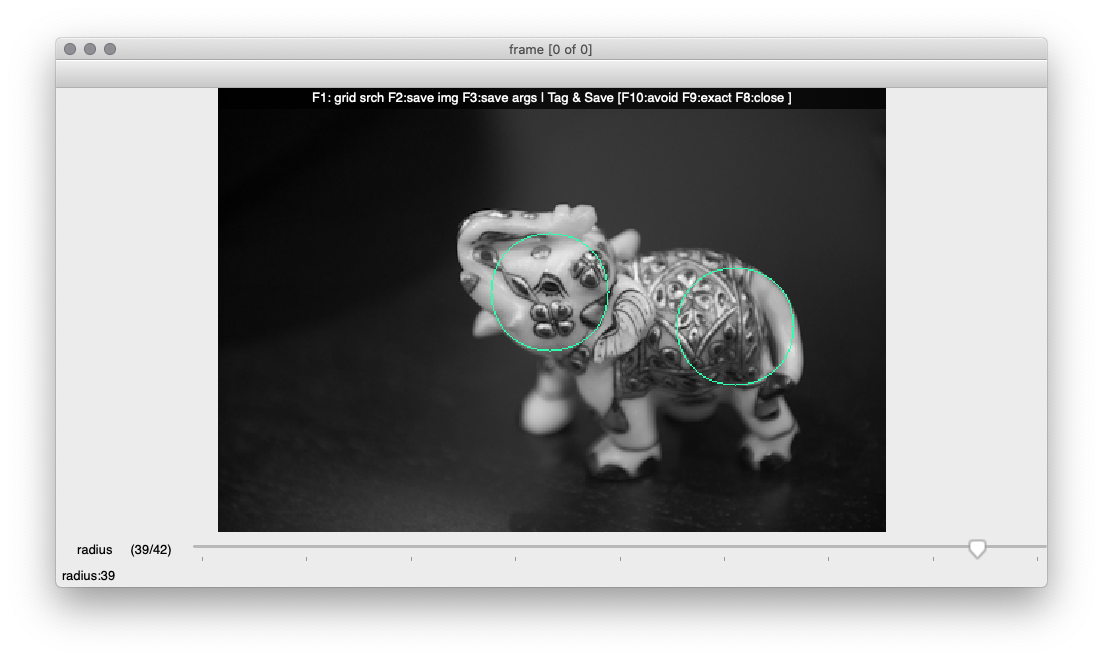 frame [0 of 0]
F1: grid srch F2:save img F3:save args | Tag & Save [F10:avoid F9:exact F8:close ]
radius (39/42)
radius:39